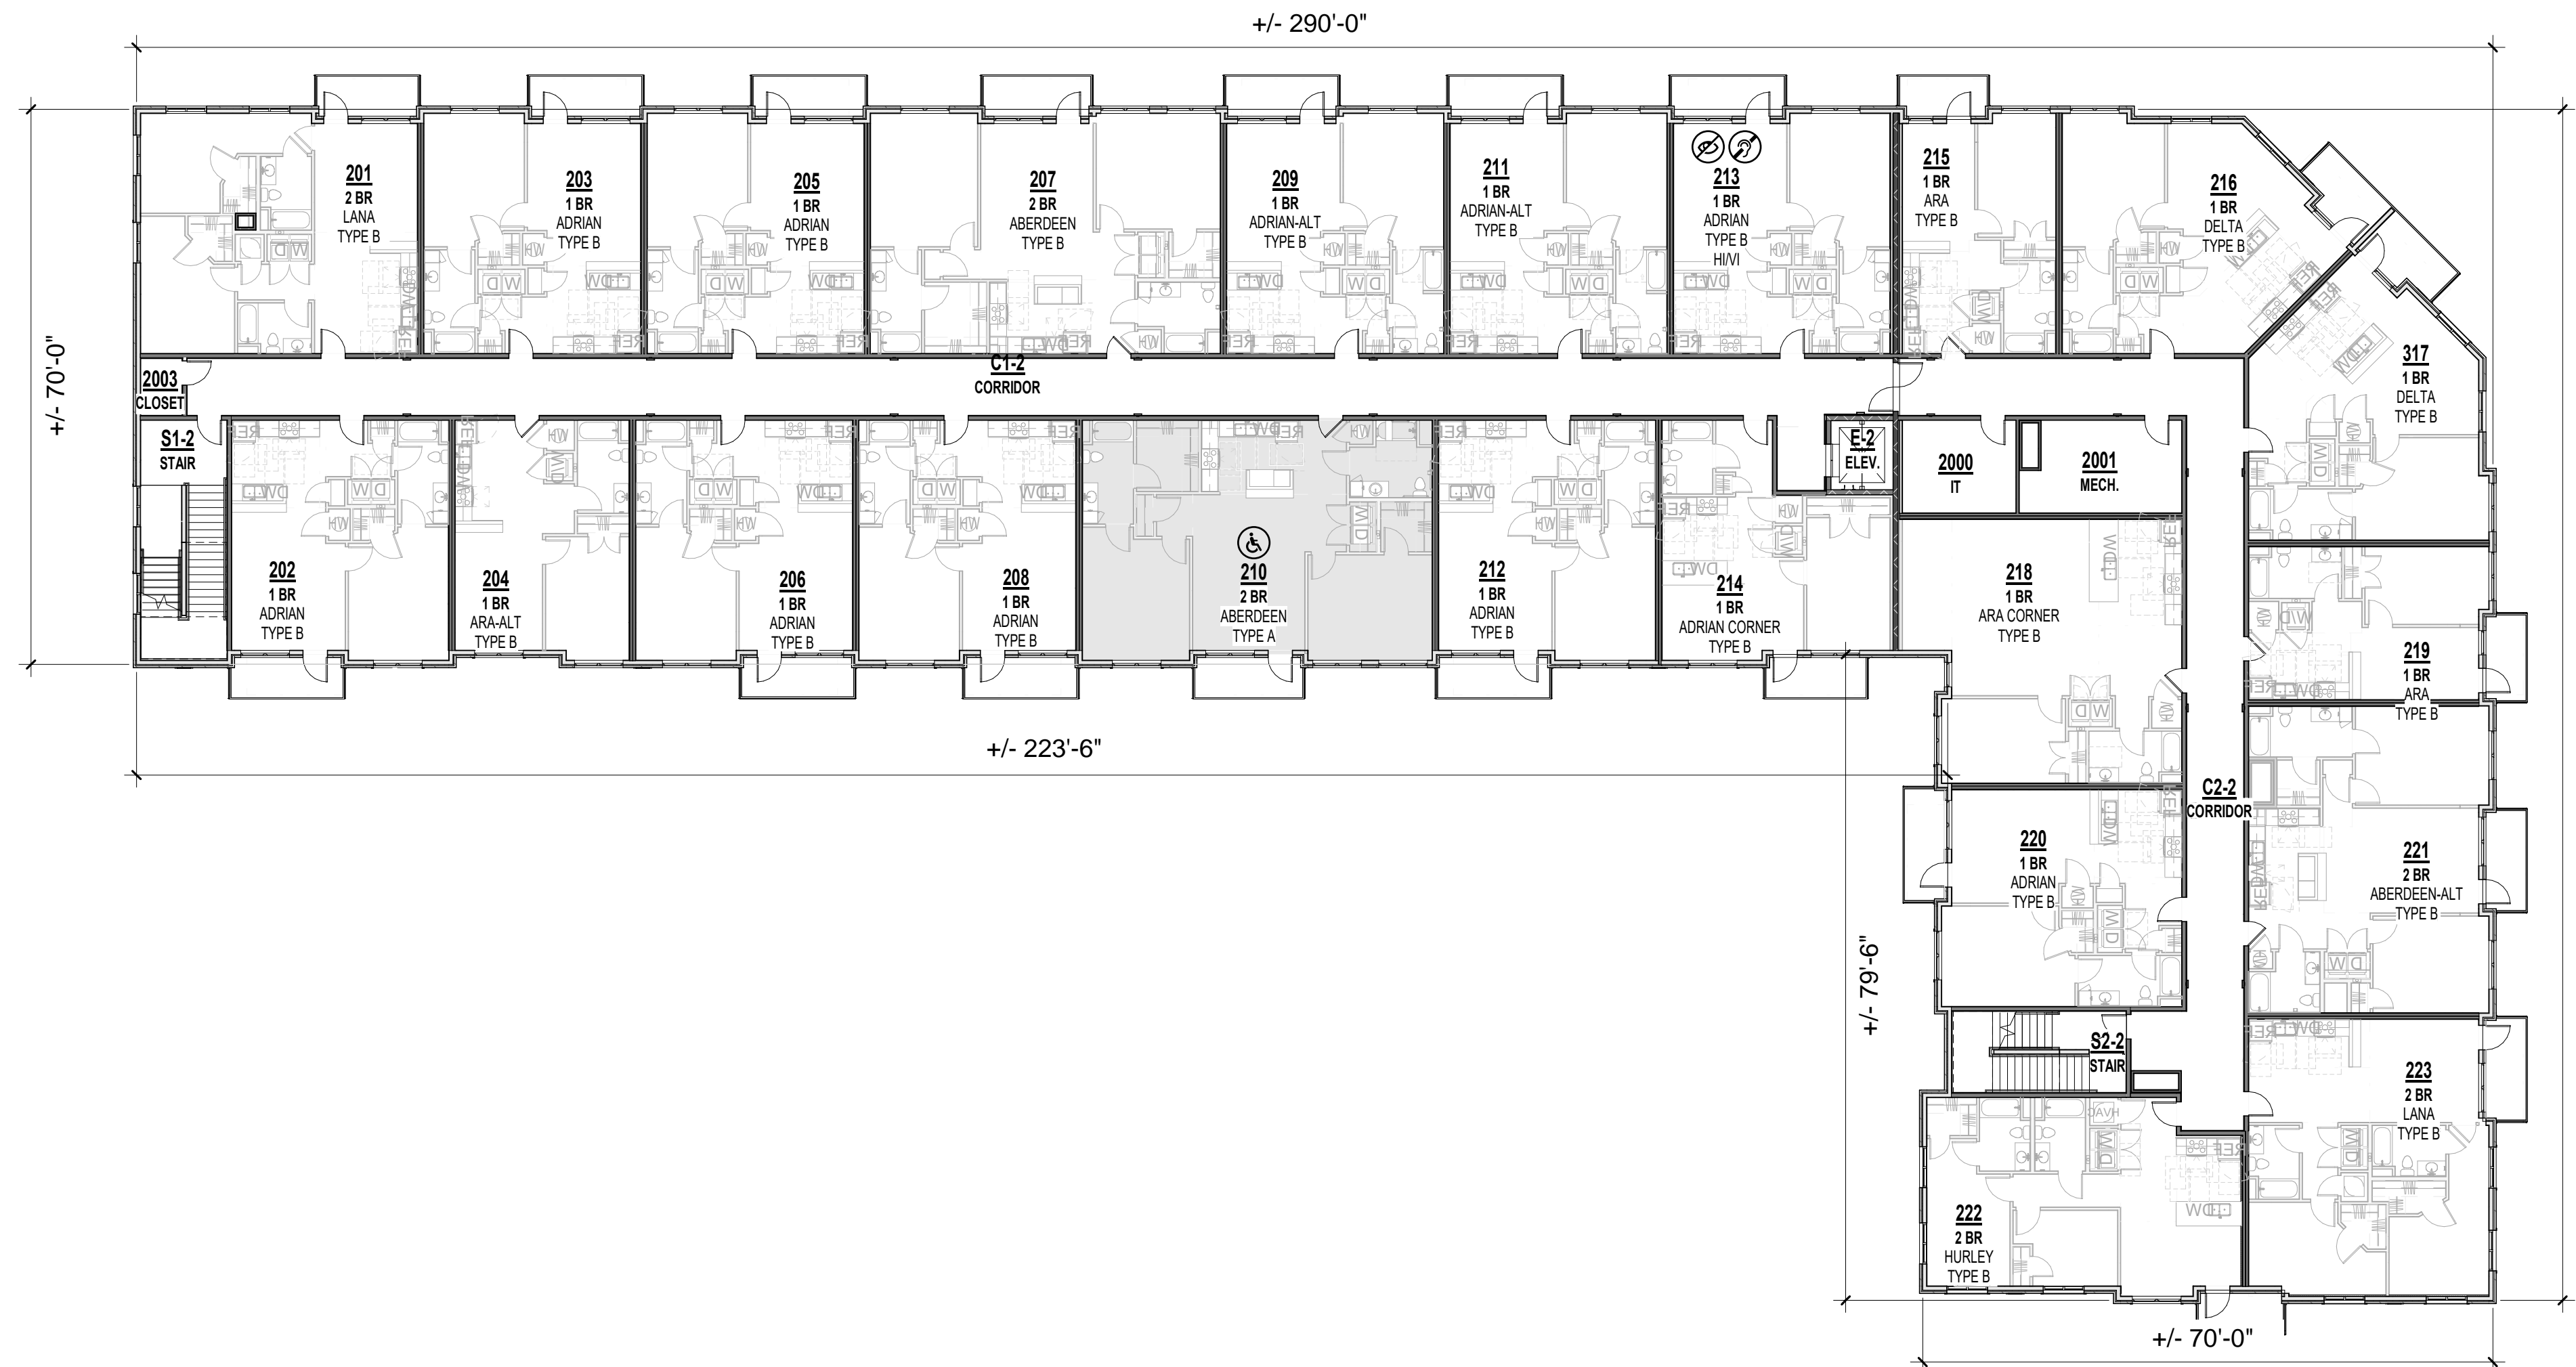 +/- 290'-0"
+/- 70'-0"
201
2 BR
LANA
TYPE B
203
1 BR
ADRIAN
TYPE B
205
1 BR
ADRIAN
TYPE B
207
2 BR
ABERDEEN
TYPE B
209
1 BR
ADRIAN-ALT
TYPE B
211
1 BR
ADRIAN-ALT
TYPE B
213
1 BR
ADRIAN
TYPE B
HI/VI
215
1 BR
ARA
TYPE B
216
1 BR
DELTA
TYPE B
317
1 BR
DELTA
TYPE B
2003
CLOSET
C1-2
CORRIDOR
S1-2
STAIR
E-2
ELEV.
2000
IT
2001
MECH.
202
1 BR
ADRIAN
TYPE B
204
1 BR
ARA-ALT
TYPE B
206
1 BR
ADRIAN
TYPE B
208
1 BR
ADRIAN
TYPE B
210
2 BR
ABERDEEN
TYPE A
212
1 BR
ADRIAN
TYPE B
214
1 BR
ADRIAN CORNER
TYPE B
218
1 BR
ARA CORNER
TYPE B
219
1 BR
ARA
TYPE B
+/- 223'-6"
C2-2
CORRIDOR
220
1 BR
ADRIAN
TYPE B
221
2 BR
ABERDEEN-ALT
TYPE B
+/- 79'-6"
S2-2
STAIR
223
2 BR
LANA
TYPE B
HVAC
222
2 BR
HURLEY
TYPE B
+/- 70'-0"